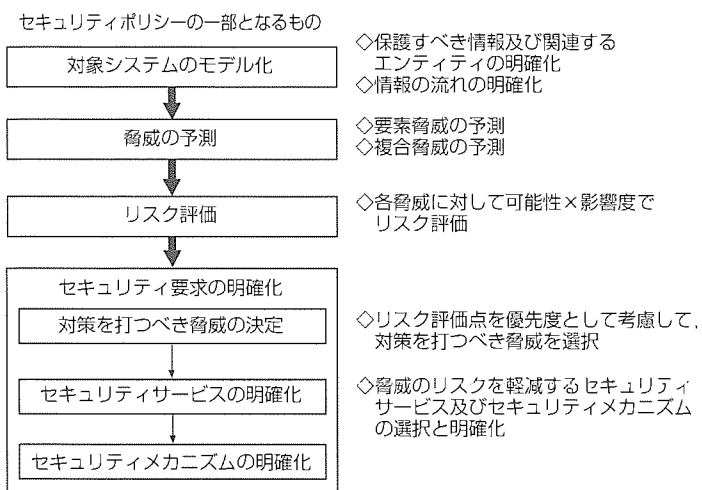 セキュリティポリシーの一部となるもの
対象システムのモデル化
◇保護すべき情報及び関連する
エンティティの明確化
◇情報の流れの明確化
脅威の予測
◇要素脅威の予測
◇複合脅威の予測
リスク評価
◇各脅威に対して可能性×影響度で
リスク評価
セキュリティ要求の明確化
対策を打つべき脅威の決定
◇リスク評価点を優先度として考慮して,
対策を打つべき脅威を選択
セキュリティサービスの明確化
◇脅威のリスクを軽減するセキュリティ
サービス及びセキュリティメカニズム
の選択と明確化
セキュリティメカニズムの明確化